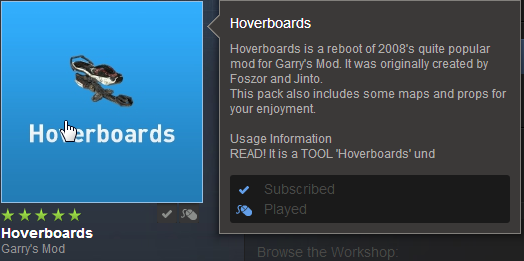 Hoverboards
Hoverboards
Garry's Mod
Hoverboards
Hoverboards is a reboot of 2008's quite popular
mod for Garry's Mod. It was originally created by
Foszor and Jinto.
This pack also includes some maps and props for
your enjoyment.
Usage Information
READ! It is a TOOL 'Hoverboards' und
Subscribed
Played
Browse the Workshop: